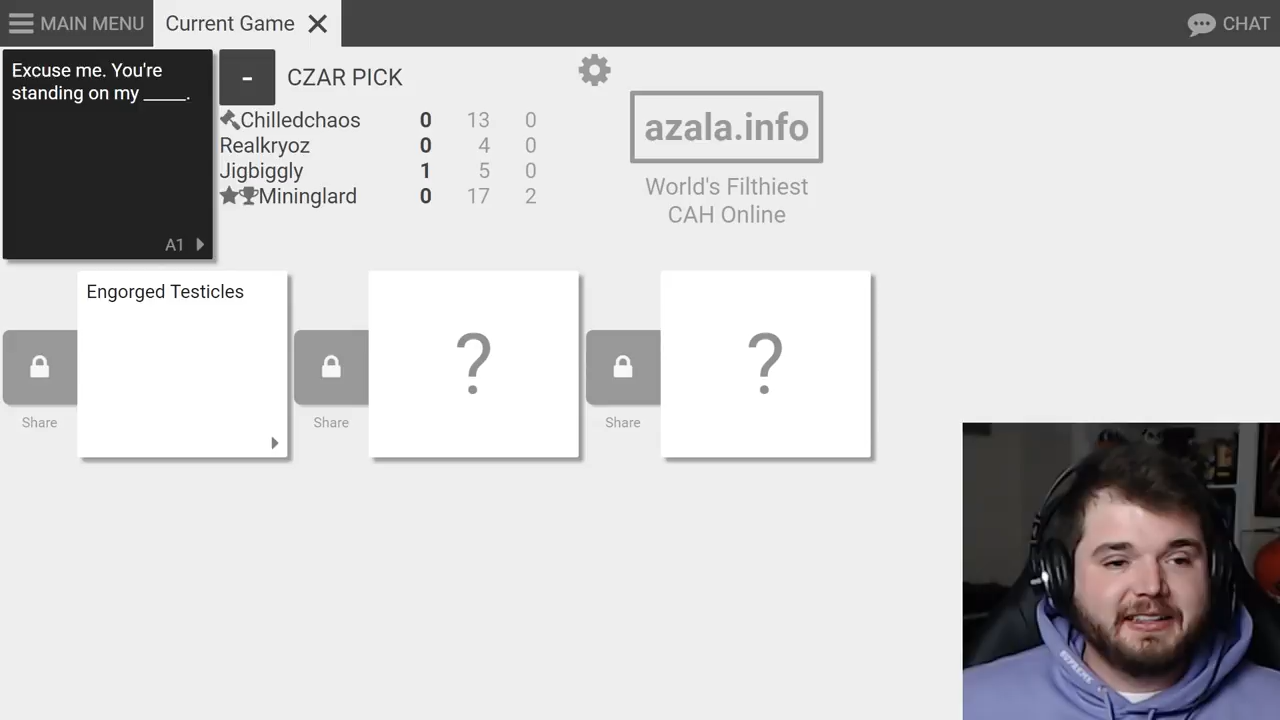 MAIN MENU
Current Game
CHAT
Excuse me. You're
standing on my _____.
A1
-
CZAR PICK
Chilledchaos 0 13 0
Realkryoz 0 4 0
Jigbiggly 1 5 0
Mininglard 0 17 2
azala.info
World's Filthiest
CAH Online
Engorged Testicles
?
?
Share
Share
Share
SUPREME